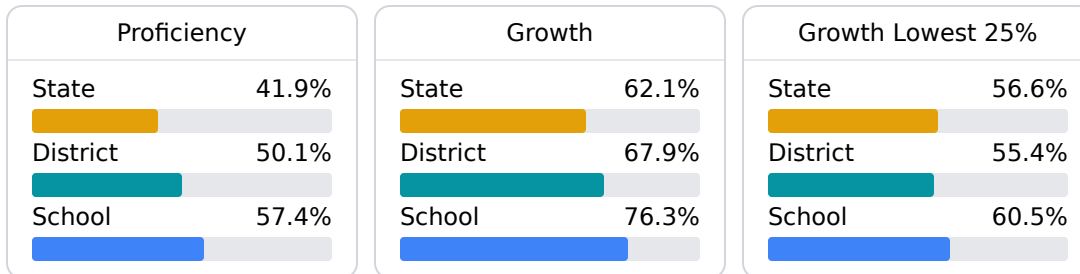 Proficiency
State 41.9%
District 50.1%
School 57.4%
Growth
State 62.1%
District 67.9%
School 76.3%
Growth Lowest 25%
State 56.6%
District 55.4%
School 60.5%